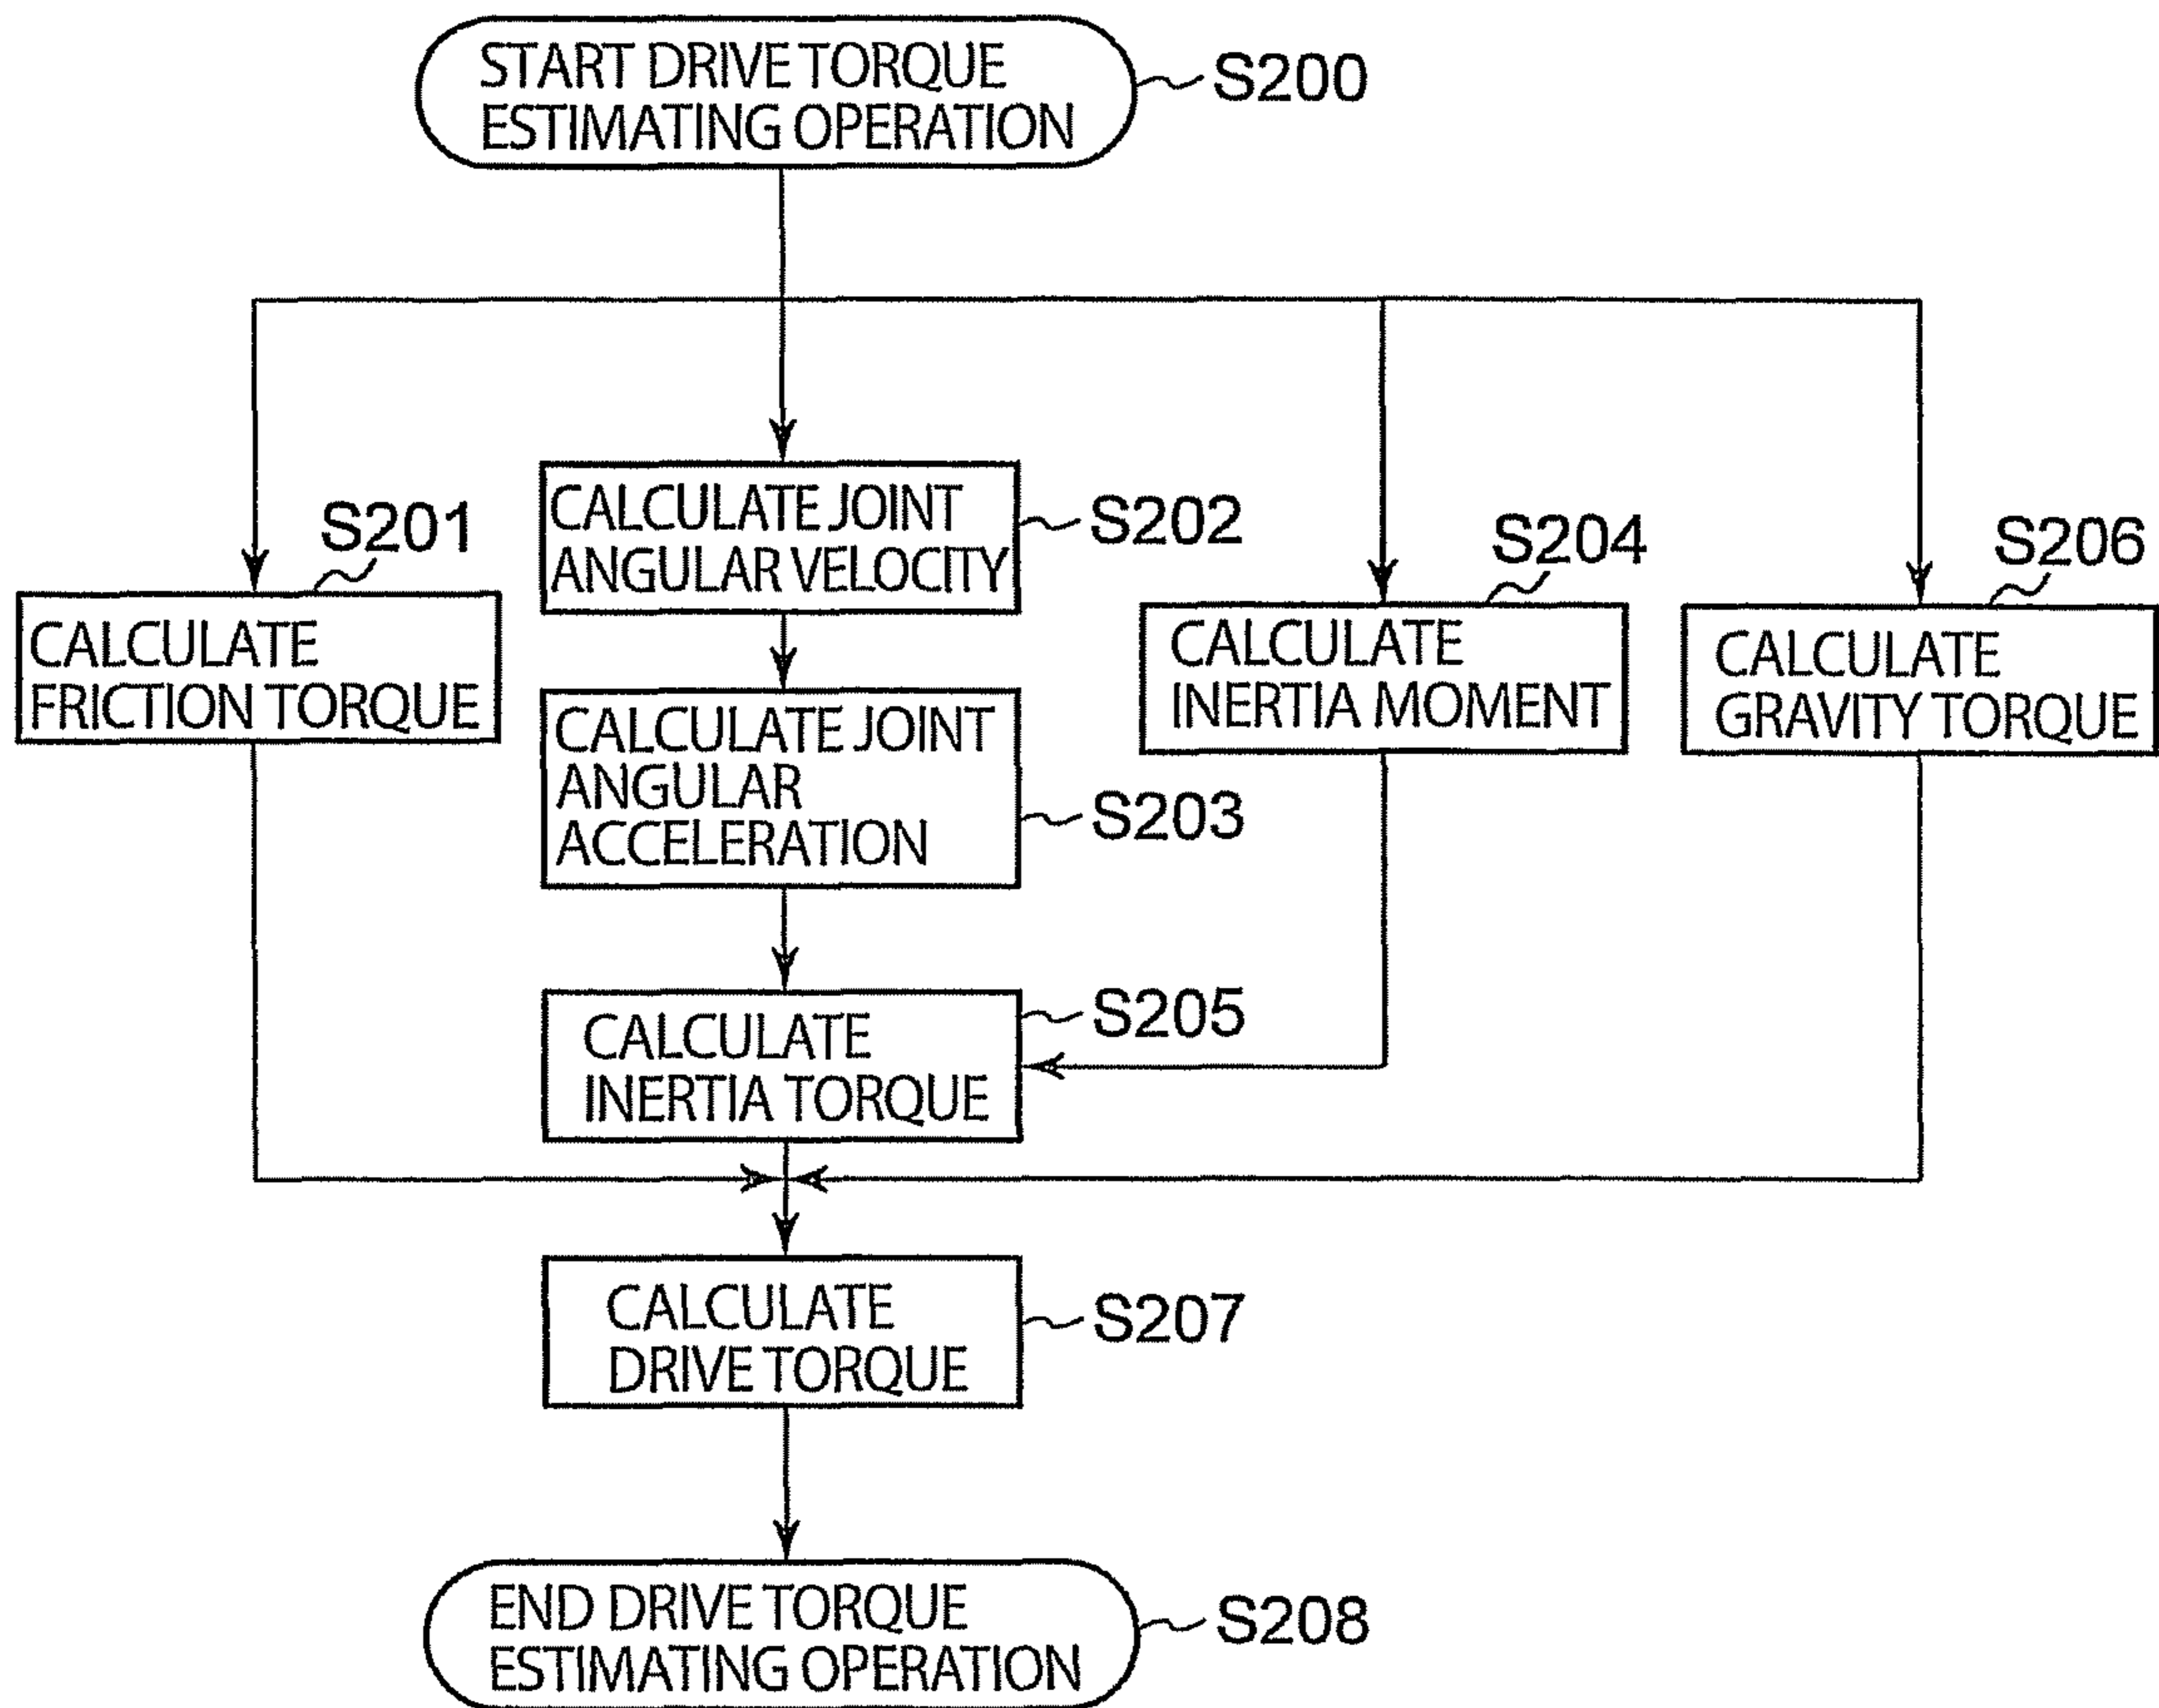 START DRIVE TORQUE
ESTIMATING OPERATION
S200
S201
CALCULATE
FRICTION TORQUE
CALCULATE JOINT
ANGULAR VELOCITY
S202
CALCULATE JOINT
ANGULAR
ACCELERATION
S203
S204
CALCULATE
INERTIA MOMENT
S206
CALCULATE
GRAVITY TORQUE
CALCULATE
INERTIA TORQUE
S205
CALCULATE
DRIVE TORQUE
S207
END DRIVE TORQUE
ESTIMATING OPERATION
S208